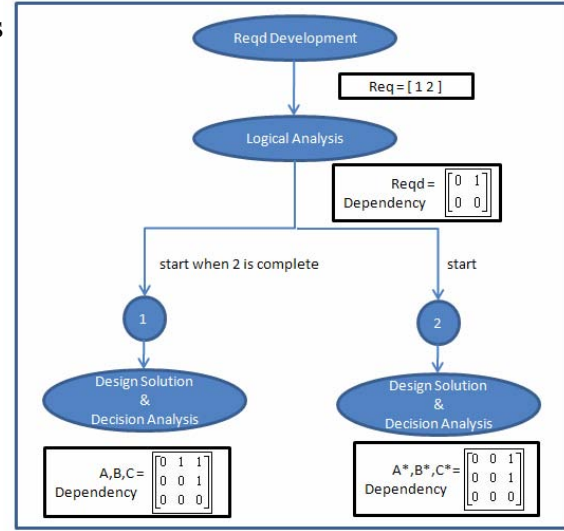 s
Reqd Development
Req = [ 1 2 ]
Logical Analysis
Reqd =
Dependency
0 1
0 0
start when 2 is complete
start
1
2
Design Solution
&
Decision Analysis
Design Solution
&
Decision Analysis
A,B,C =
Dependency
0 1 1
0 0 1
0 0 0
A*,B*,C*=
Dependency
0 0 1
0 0 1
0 0 0